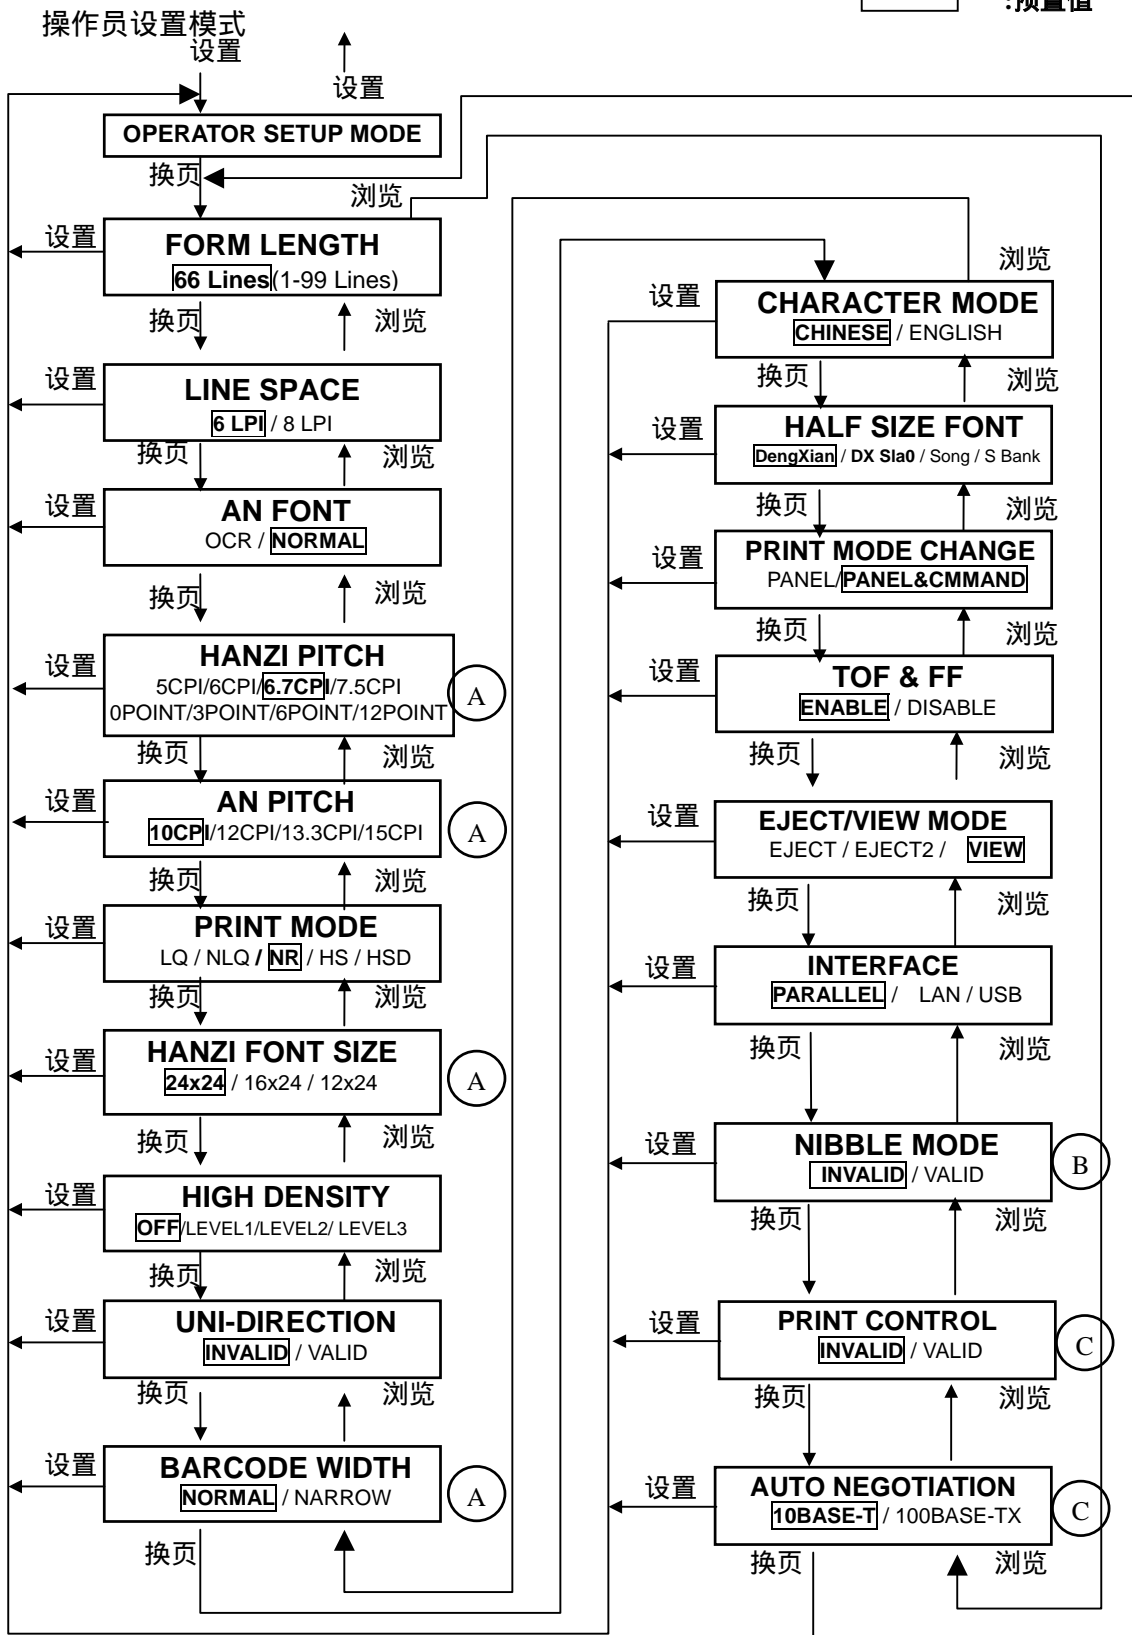 :预置值
操作员设置模式
设置
设置
OPERATOR SETUP MODE
换页
浏览
设置
FORM LENGTH
66 Lines(1-99 Lines)
换页
浏览
设置
LINE SPACE
6 LPI / 8 LPI
换页
浏览
设置
AN FONT
OCR / NORMAL
换页
浏览
设置
HANZI PITCH
5CPI/6CPI/6.7CPI/7.5CPI
0POINT/3POINT/6POINT/12POINT
A
换页
浏览
设置
AN PITCH
10CPI/12CPI/13.3CPI/15CPI
A
换页
浏览
设置
PRINT MODE
LQ / NLQ / NR / HS / HSD
换页
浏览
设置
HANZI FONT SIZE
24x24 / 16x24 / 12x24
A
换页
浏览
设置
HIGH DENSITY
OFF/LEVEL1/LEVEL2/ LEVEL3
换页
浏览
设置
UNI-DIRECTION
INVALID / VALID
换页
浏览
设置
BARCODE WIDTH
NORMAL / NARROW
A
换页
浏览
设置
CHARACTER MODE
CHINESE / ENGLISH
换页
浏览
设置
HALF SIZE FONT
DengXian / DX Sla0 / Song / S Bank
换页
浏览
设置
PRINT MODE CHANGE
PANEL/PANEL&CMMAND
换页
浏览
设置
TOF & FF
ENABLE / DISABLE
换页
浏览
设置
EJECT/VIEW MODE
EJECT / EJECT2 / VIEW
换页
浏览
设置
INTERFACE
PARALLEL / LAN / USB
换页
浏览
设置
NIBBLE MODE
INVALID / VALID
B
换页
浏览
设置
PRINT CONTROL
INVALID / VALID
C
换页
浏览
设置
AUTO NEGOTIATION
10BASE-T / 100BASE-TX
C
换页
浏览